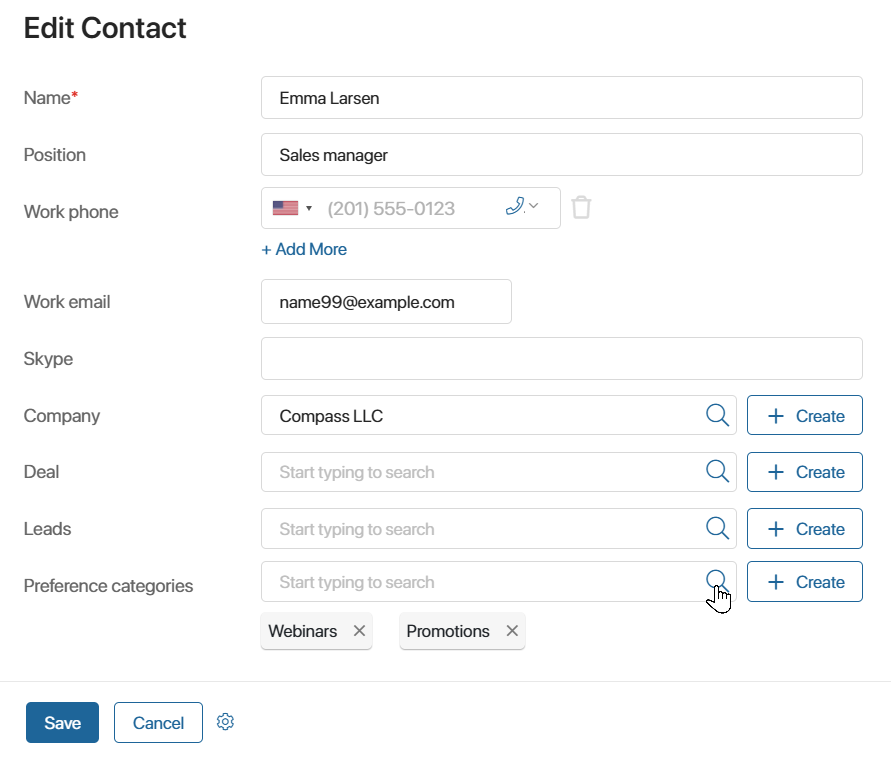 Edit Contact
Name* Emma Larsen
Position Sales manager
Work phone (201) 555-0123
+ Add More
Work email name99@example.com
Skype
Company Compass LLC + Create
Deal Start typing to search + Create
Leads Start typing to search + Create
Preference categories Start typing to search + Create
Webinars × Promotions ×
Save Cancel